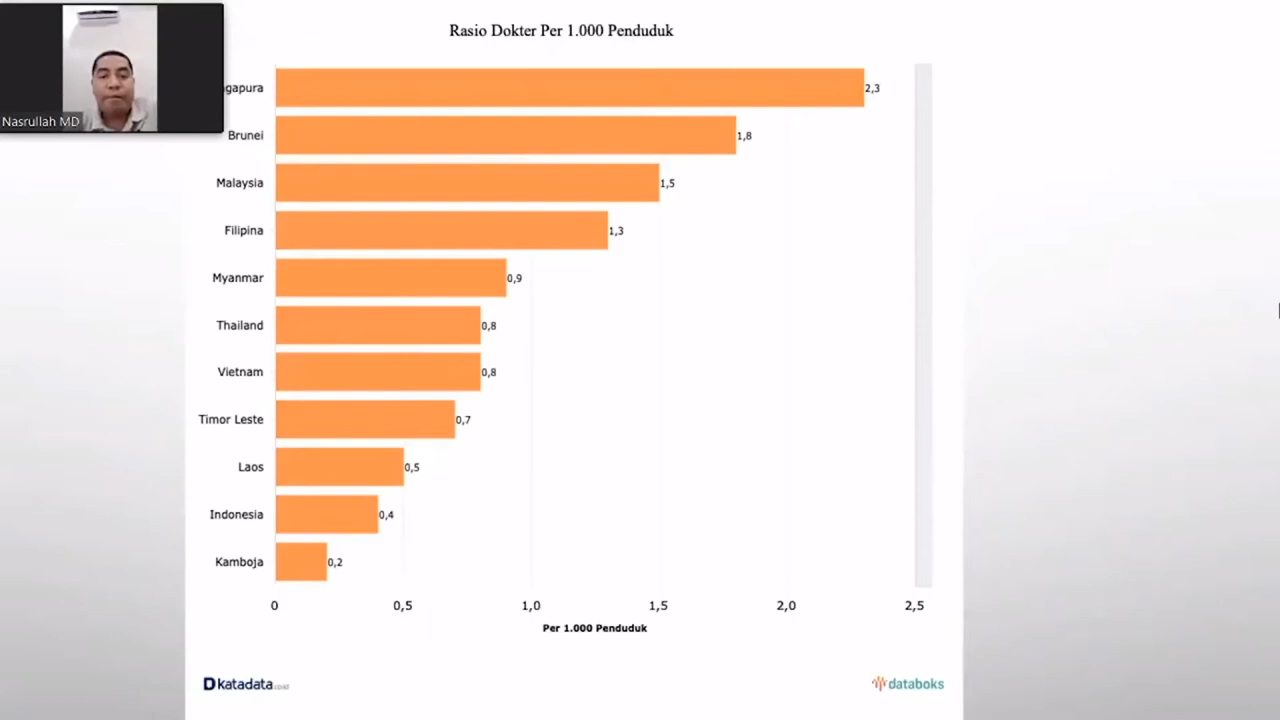 Rasio Dokter Per 1.000 Penduduk
Nasrullah MD
gapura 2,3
Brunei 1,8
Malaysia 1,5
Filipina 1,3
Myanmar 0,9
Thailand 0,8
Vietnam 0,8
Timor Leste 0,7
Laos 0,5
Indonesia 0,4
Kamboja 0,2
0 0,5 1,0 1,5 2,0 2,5
Per 1.000 Penduduk
katadata.co.id databoks